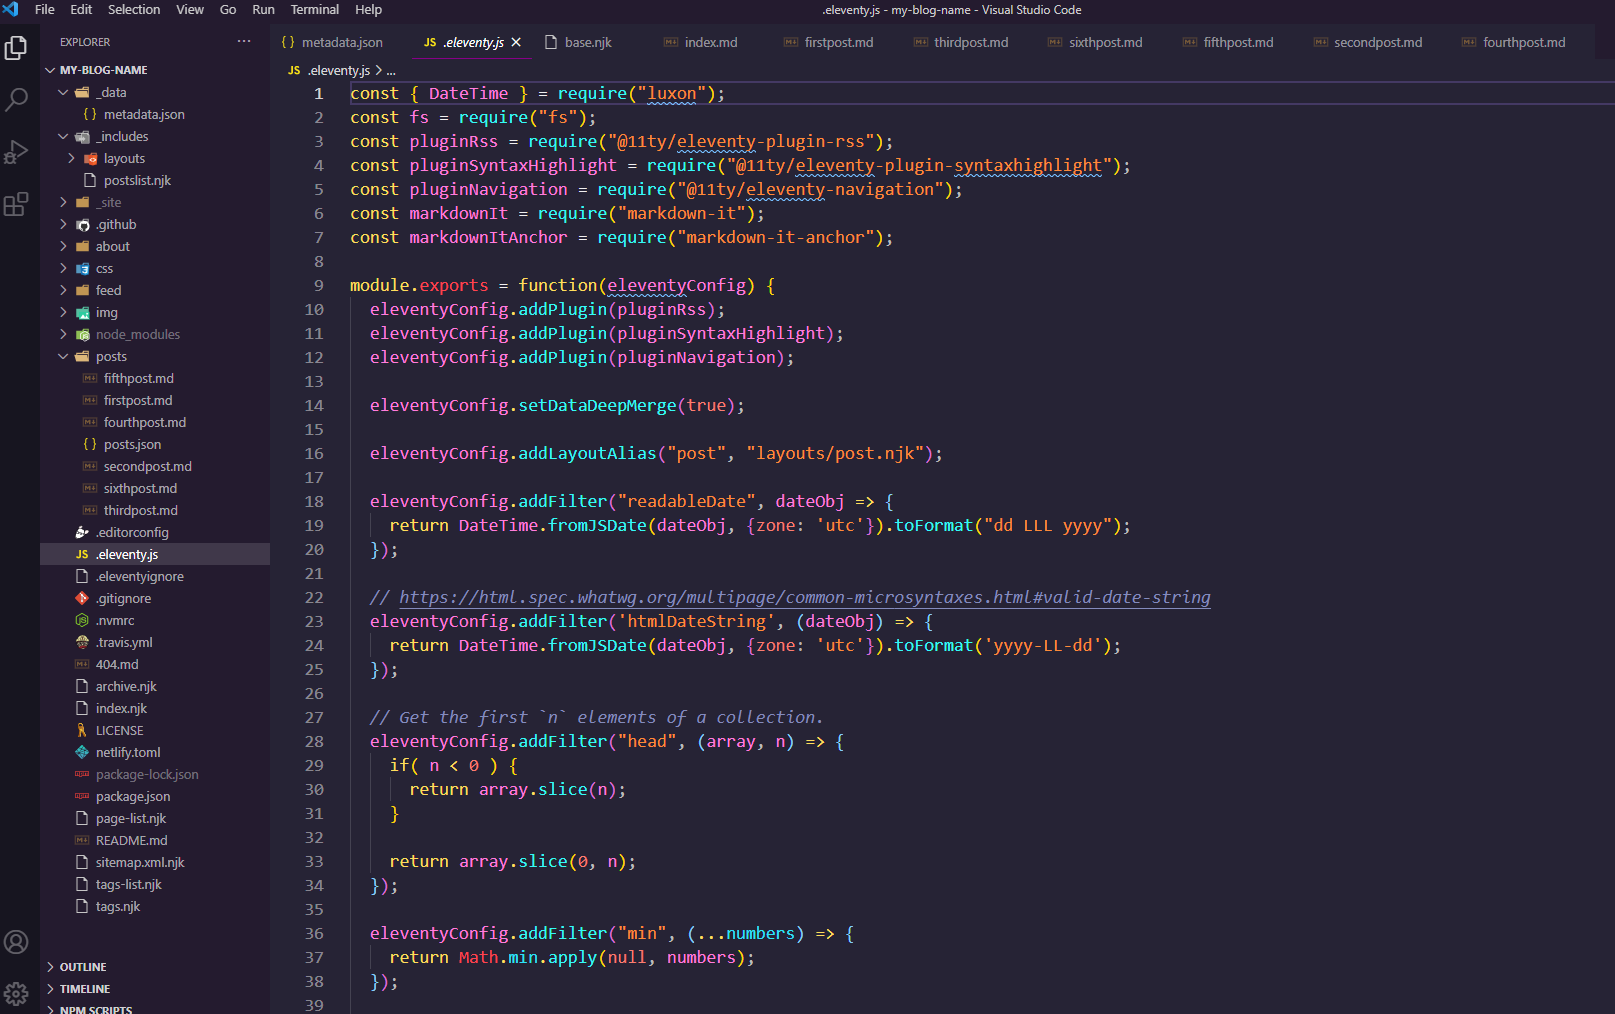 File Edit Selection View Go Run Terminal Help .eleventy.js - my-blog-name - Visual Studio Code
EXPLORER ...
MY-BLOG-NAME
_data
{ } metadata.json
_includes
layouts
postslist.njk
_site
.github
about
css
feed
img
node_modules
posts
fifthpost.md
firstpost.md
fourthpost.md
{ } posts.json
secondpost.md
sixthpost.md
thirdpost.md
.editorconfig
JS .eleventy.js
.eleventyignore
.gitignore
.nvmrc
.travis.yml
404.md
archive.njk
index.njk
LICENSE
netlify.toml
package-lock.json
package.json
page-list.njk
README.md
sitemap.xml.njk
tags-list.njk
tags.njk
OUTLINE
TIMELINE
NPM SCRIPTS
{ } metadata.json JS .eleventy.js base.njk index.md firstpost.md thirdpost.md sixthpost.md fifthpost.md secondpost.md fourthpost.md
JS .eleventy.js > ...
1 const { DateTime } = require("luxon");
2 const fs = require("fs");
3 const pluginRss = require("@11ty/eleventy-plugin-rss");
4 const pluginSyntaxHighlight = require("@11ty/eleventy-plugin-syntaxhighlight");
5 const pluginNavigation = require("@11ty/eleventy-navigation");
6 const markdownIt = require("markdown-it");
7 const markdownItAnchor = require("markdown-it-anchor");
8
9 module.exports = function(eleventyConfig) {
10 eleventyConfig.addPlugin(pluginRss);
11 eleventyConfig.addPlugin(pluginSyntaxHighlight);
12 eleventyConfig.addPlugin(pluginNavigation);
13
14 eleventyConfig.setDataDeepMerge(true);
15
16 eleventyConfig.addLayoutAlias("post", "layouts/post.njk");
17
18 eleventyConfig.addFilter("readableDate", dateObj => {
19 return DateTime.fromJSDate(dateObj, {zone: 'utc'}).toFormat("dd LLL yyyy");
20 });
21
22 // https://html.spec.whatwg.org/multipage/common-microsyntaxes.html#valid-date-string
23 eleventyConfig.addFilter('htmlDateString', (dateObj) => {
24 return DateTime.fromJSDate(dateObj, {zone: 'utc'}).toFormat('yyyy-LL-dd');
25 });
26
27 // Get the first `n` elements of a collection.
28 eleventyConfig.addFilter("head", (array, n) => {
29 if( n < 0 ) {
30 return array.slice(n);
31 }
32
33 return array.slice(0, n);
34 });
35
36 eleventyConfig.addFilter("min", (...numbers) => {
37 return Math.min.apply(null, numbers);
38 });
39